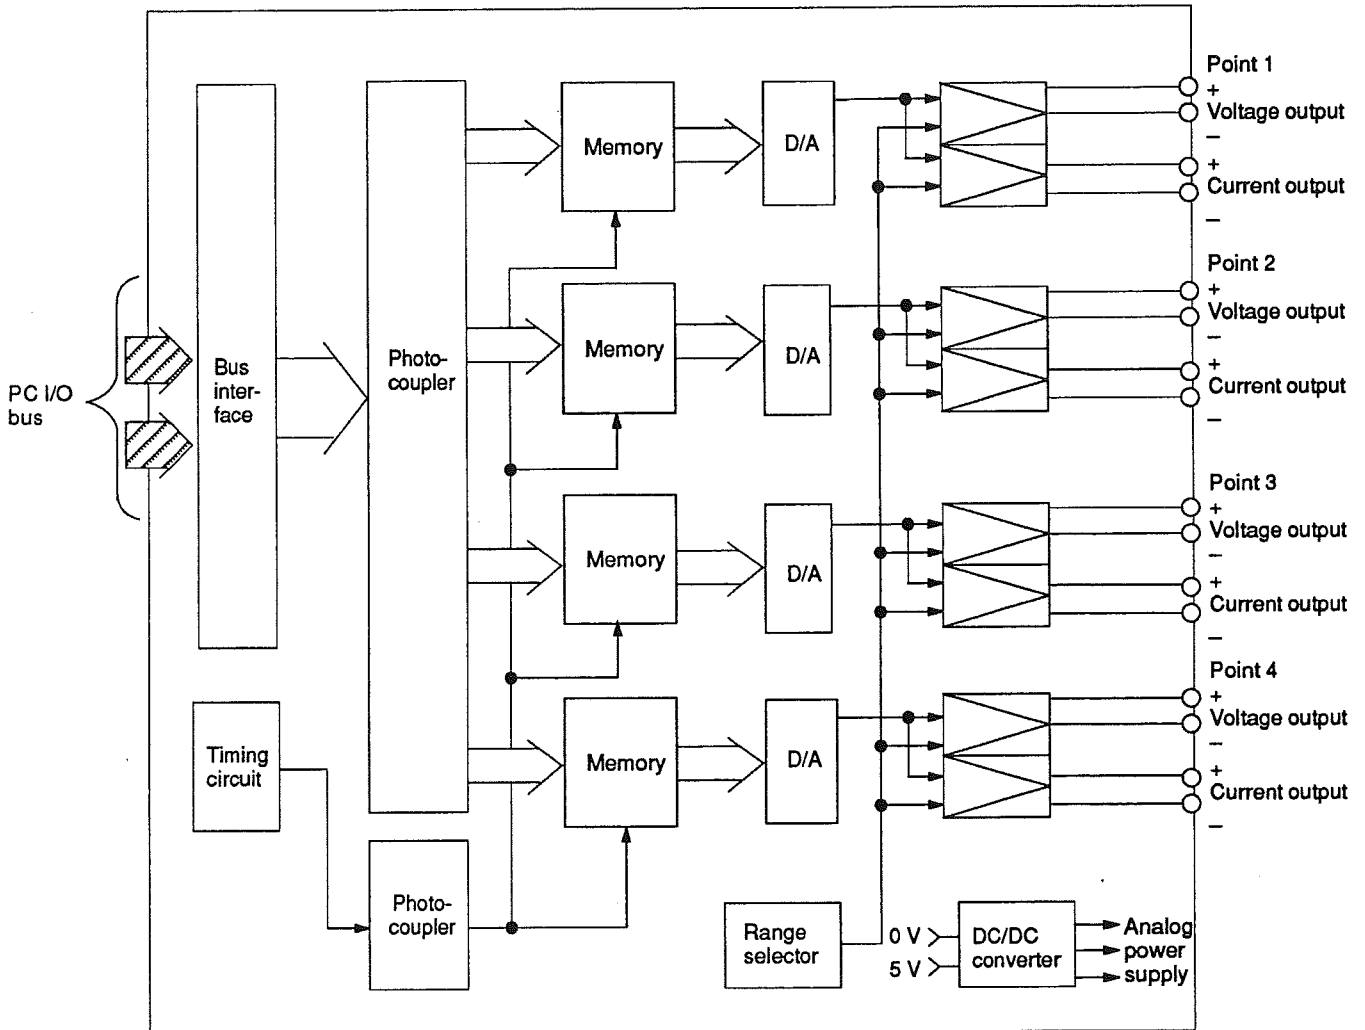 PC I/O
bus
Bus
inter-
face
Photo-
coupler
Timing
circuit
Photo-
coupler
Memory
D/A
Memory
D/A
Memory
D/A
Memory
D/A
Range
selector
0 V
5 V
DC/DC
converter
Analog
power
supply
Point 1
+
Voltage output
−
+
Current output
−
Point 2
+
Voltage output
−
+
Current output
−
Point 3
+
Voltage output
−
+
Current output
−
Point 4
+
Voltage output
−
+
Current output
−